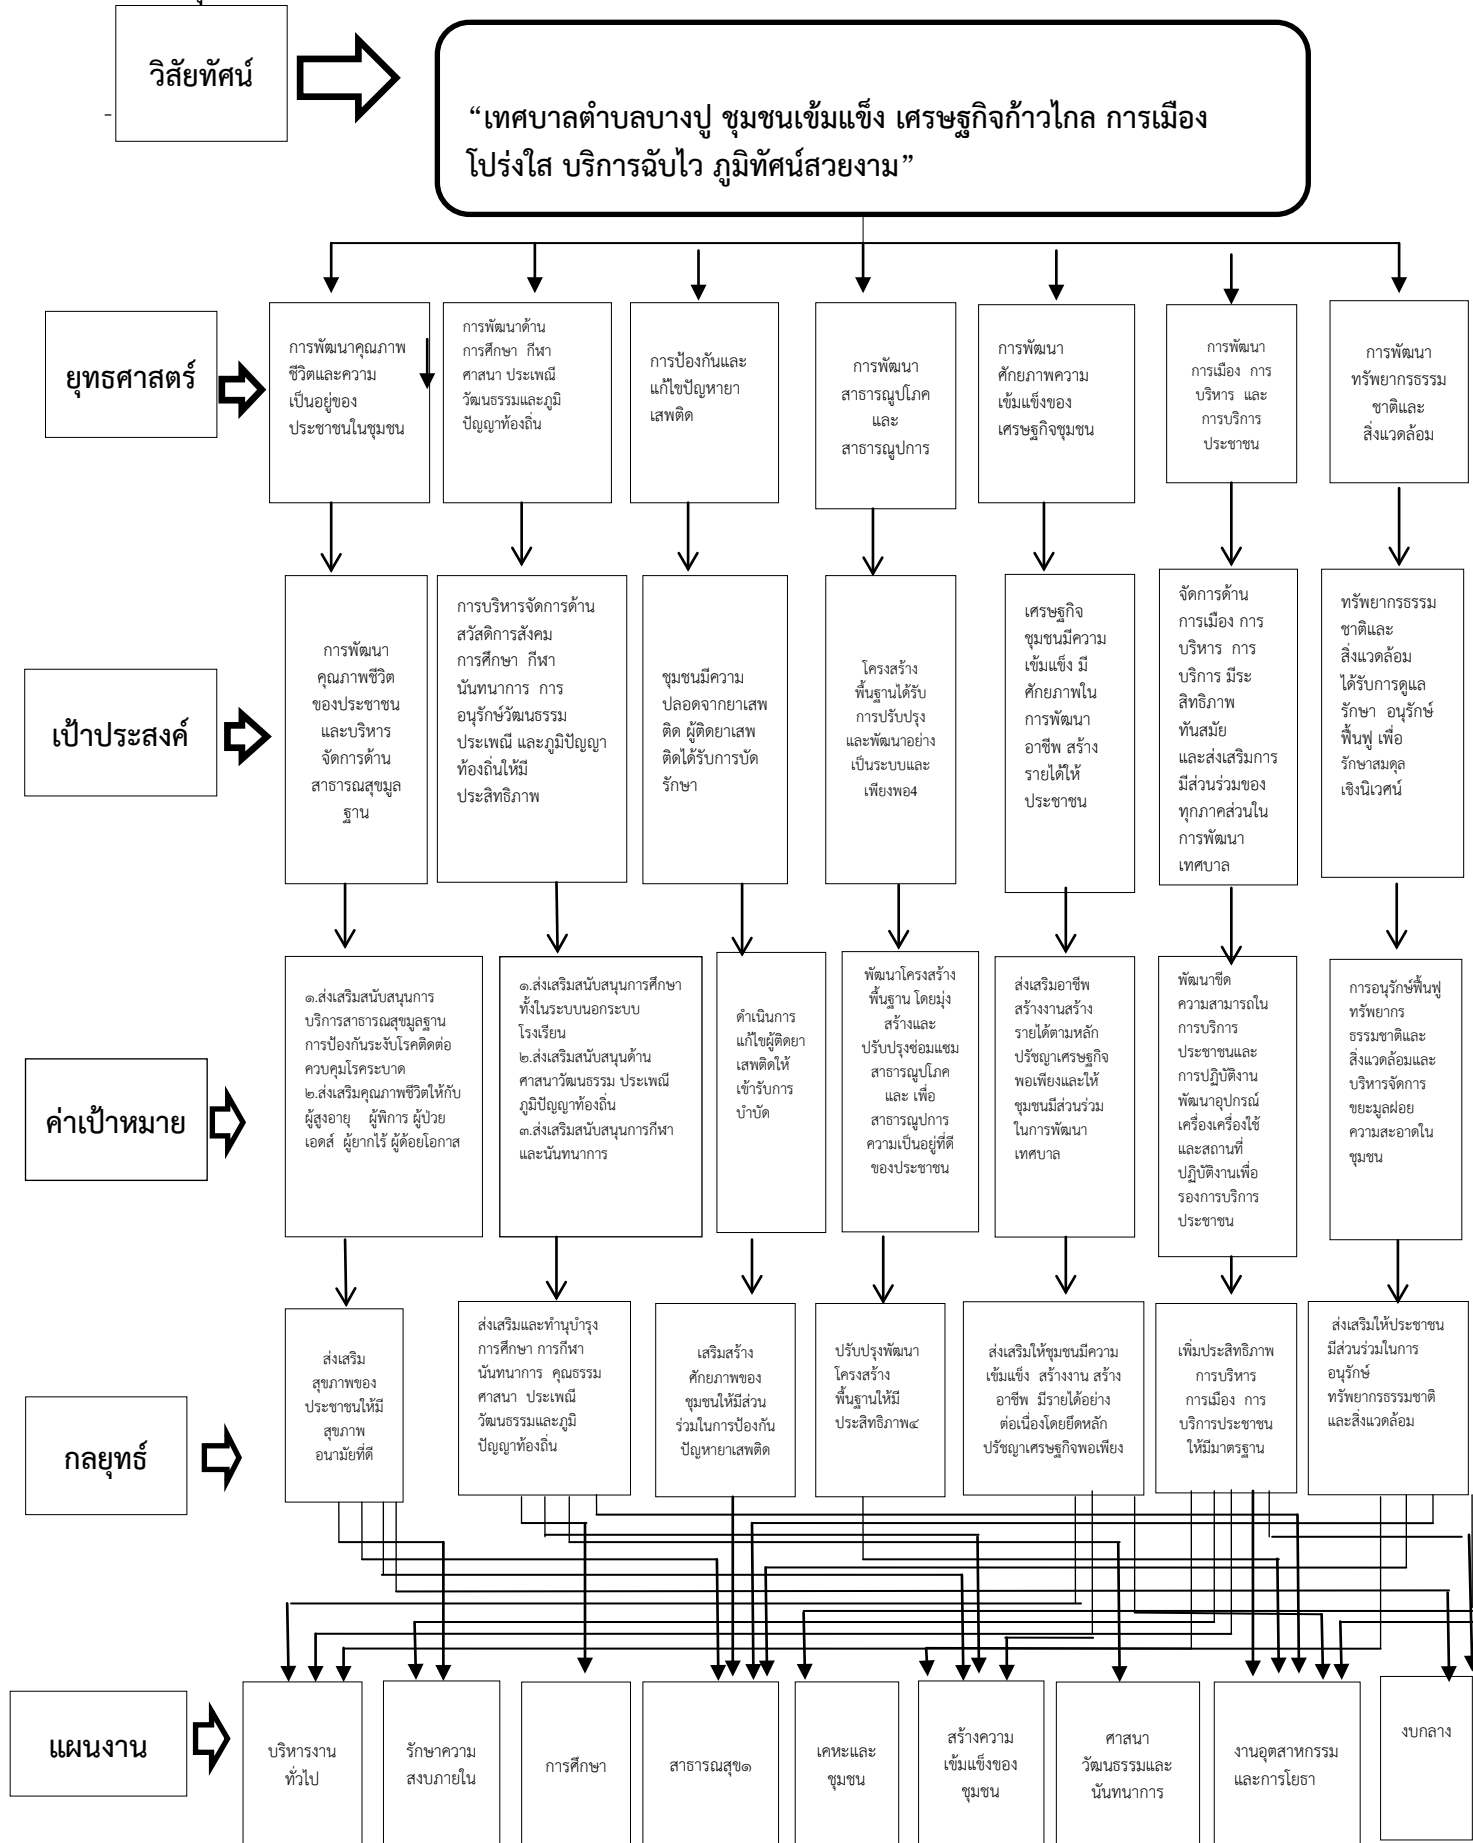 วิสัยทัศน์
“เทศบาลตำบลบางปู ชุมชนเข้มแข็ง เศรษฐกิจก้าวไกล การเมือง
โปร่งใส บริการฉับไว ภูมิทัศน์สวยงาม”
ยุทธศาสตร์
การพัฒนาคุณภาพ
ชีวิตและความ
เป็นอยู่ของ
ประชาชนในชุมชน
การพัฒนาด้าน
การศึกษา กีฬา
ศาสนา ประเพณี
วัฒนธรรมและภูมิ
ปัญญาท้องถิ่น
การป้องกันและ
แก้ไขปัญหายา
เสพติด
การพัฒนา
สาธารณูปโภค
และ
สาธารณูปการ
การพัฒนา
ศักยภาพความ
เข้มแข็งของ
เศรษฐกิจชุมชน
การพัฒนา
การเมือง การ
บริหาร และ
การบริการ
ประชาชน
การพัฒนา
ทรัพยากรธรรม
ชาติและ
สิ่งแวดล้อม
เป้าประสงค์
การพัฒนา
คุณภาพชีวิต
ของประชาชน
และบริหาร
จัดการด้าน
สาธารณสุขมูล
ฐาน
การบริหารจัดการด้าน
สวัสดิการสังคม
การศึกษา กีฬา
นันทนาการ การ
อนุรักษ์วัฒนธรรม
ประเพณี และภูมิปัญญา
ท้องถิ่นให้มี
ประสิทธิภาพ
ชุมชนมีความ
ปลอดจากยาเสพ
ติด ผู้ติดยาเสพ
ติดได้รับการบัด
รักษา
โครงสร้าง
พื้นฐานได้รับ
การปรับปรุง
และพัฒนาอย่าง
เป็นระบบและ
เพียงพอ4
เศรษฐกิจ
ชุมชนมีความ
เข้มแข็ง มี
ศักยภาพใน
การพัฒนา
อาชีพ สร้าง
รายได้ให้
ประชาชน
จัดการด้าน
การเมือง การ
บริหาร การ
บริการ มีระ
สิทธิภาพ
ทันสมัย
และส่งเสริมการ
มีส่วนร่วมของ
ทุกภาคส่วนใน
การพัฒนา
เทศบาล
ทรัพยากรธรรม
ชาติและ
สิ่งแวดล้อม
ได้รับการดูแล
รักษา อนุรักษ์
ฟื้นฟู เพื่อ
รักษาสมดุล
เชิงนิเวศน์
ค่าเป้าหมาย
๑.ส่งเสริมสนับสนุนการ
บริการสาธารณสุขมูลฐาน
การป้องกันระงับโรคติดต่อ
ควบคุมโรคระบาด
๒.ส่งเสริมคุณภาพชีวิตให้กับ
ผู้สูงอายุ ผู้พิการ ผู้ป่วย
เอดส์ ผู้ยากไร้ ผู้ด้อยโอกาส
๑.ส่งเสริมสนับสนุนการศึกษา
ทั้งในระบบนอกระบบ
โรงเรียน
๒.ส่งเสริมสนับสนุนด้าน
ศาสนาวัฒนธรรม ประเพณี
ภูมิปัญญาท้องถิ่น
๓.ส่งเสริมสนับสนุนการกีฬา
และนันทนาการ
ดำเนินการ
แก้ไขผู้ติดยา
เสพติดให้
เข้ารับการ
บำบัด
พัฒนาโครงสร้าง
พื้นฐาน โดยมุ่ง
สร้างและ
ปรับปรุงซ่อมแซม
สาธารณูปโภค
และ เพื่อ
สาธารณูปการ
ความเป็นอยู่ที่ดี
ของประชาชน
ส่งเสริมอาชีพ
สร้างงานสร้าง
รายได้ตามหลัก
ปรัชญาเศรษฐกิจ
พอเพียงและให้
ชุมชนมีส่วนร่วม
ในการพัฒนา
เทศบาล
พัฒนาขีด
ความสามารถใน
การบริการ
ประชาชนและ
การปฏิบัติงาน
พัฒนาอุปกรณ์
เครื่องเครื่องใช้
และสถานที่
ปฏิบัติงานเพื่อ
รองการบริการ
ประชาชน
การอนุรักษ์ฟื้นฟู
ทรัพยากร
ธรรมชาติและ
สิ่งแวดล้อมและ
บริหารจัดการ
ขยะมูลฝอย
ความสะอาดใน
ชุมชน
กลยุทธ์
ส่งเสริม
สุขภาพของ
ประชาชนให้มี
สุขภาพ
อนามัยที่ดี
ส่งเสริมและทำนุบำรุง
การศึกษา การกีฬา
นันทนาการ คุณธรรม
ศาสนา ประเพณี
วัฒนธรรมและภูมิ
ปัญญาท้องถิ่น
เสริมสร้าง
ศักยภาพของ
ชุมชนให้มีส่วน
ร่วมในการป้องกัน
ปัญหายาเสพติด
ปรับปรุงพัฒนา
โครงสร้าง
พื้นฐานให้มี
ประสิทธิภาพ๔
ส่งเสริมให้ชุมชนมีความ
เข้มแข็ง สร้างงาน สร้าง
อาชีพ มีรายได้อย่าง
ต่อเนื่องโดยยึดหลัก
ปรัชญาเศรษฐกิจพอเพียง
เพิ่มประสิทธิภาพ
การบริหาร
การเมือง การ
บริการประชาชน
ให้มีมาตรฐาน
ส่งเสริมให้ประชาชน
มีส่วนร่วมในการ
อนุรักษ์
ทรัพยากรธรรมชาติ
และสิ่งแวดล้อม
แผนงาน
บริหารงาน
ทั่วไป
รักษาความ
สงบภายใน
การศึกษา
สาธารณสุข๑
เคหะและ
ชุมชน
สร้างความ
เข้มแข็งของ
ชุมชน
ศาสนา
วัฒนธรรมและ
นันทนาการ
งานอุตสาหกรรม
และการโยธา
งบกลาง